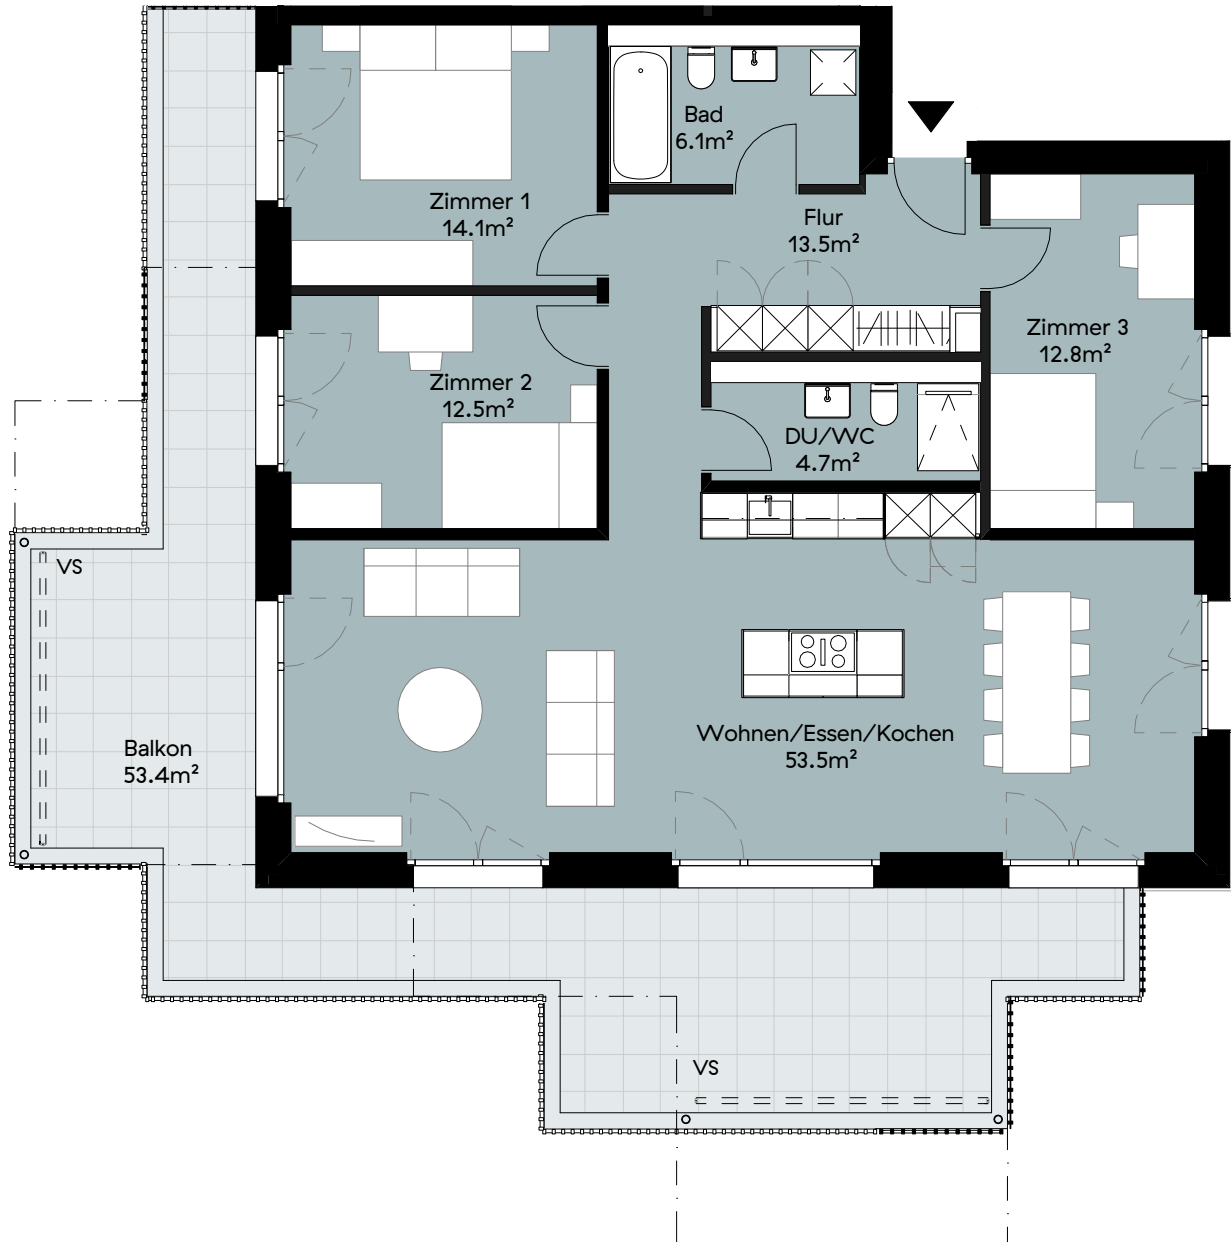 Bad
6.1m²
Zimmer 1
14.1m²
Flur
13.5m²
Zimmer 3
12.8m²
Zimmer 2
12.5m²
DU/WC
4.7m²
VS
Wohnen/Essen/Kochen
53.5m²
Balkon
53.4m²
VS